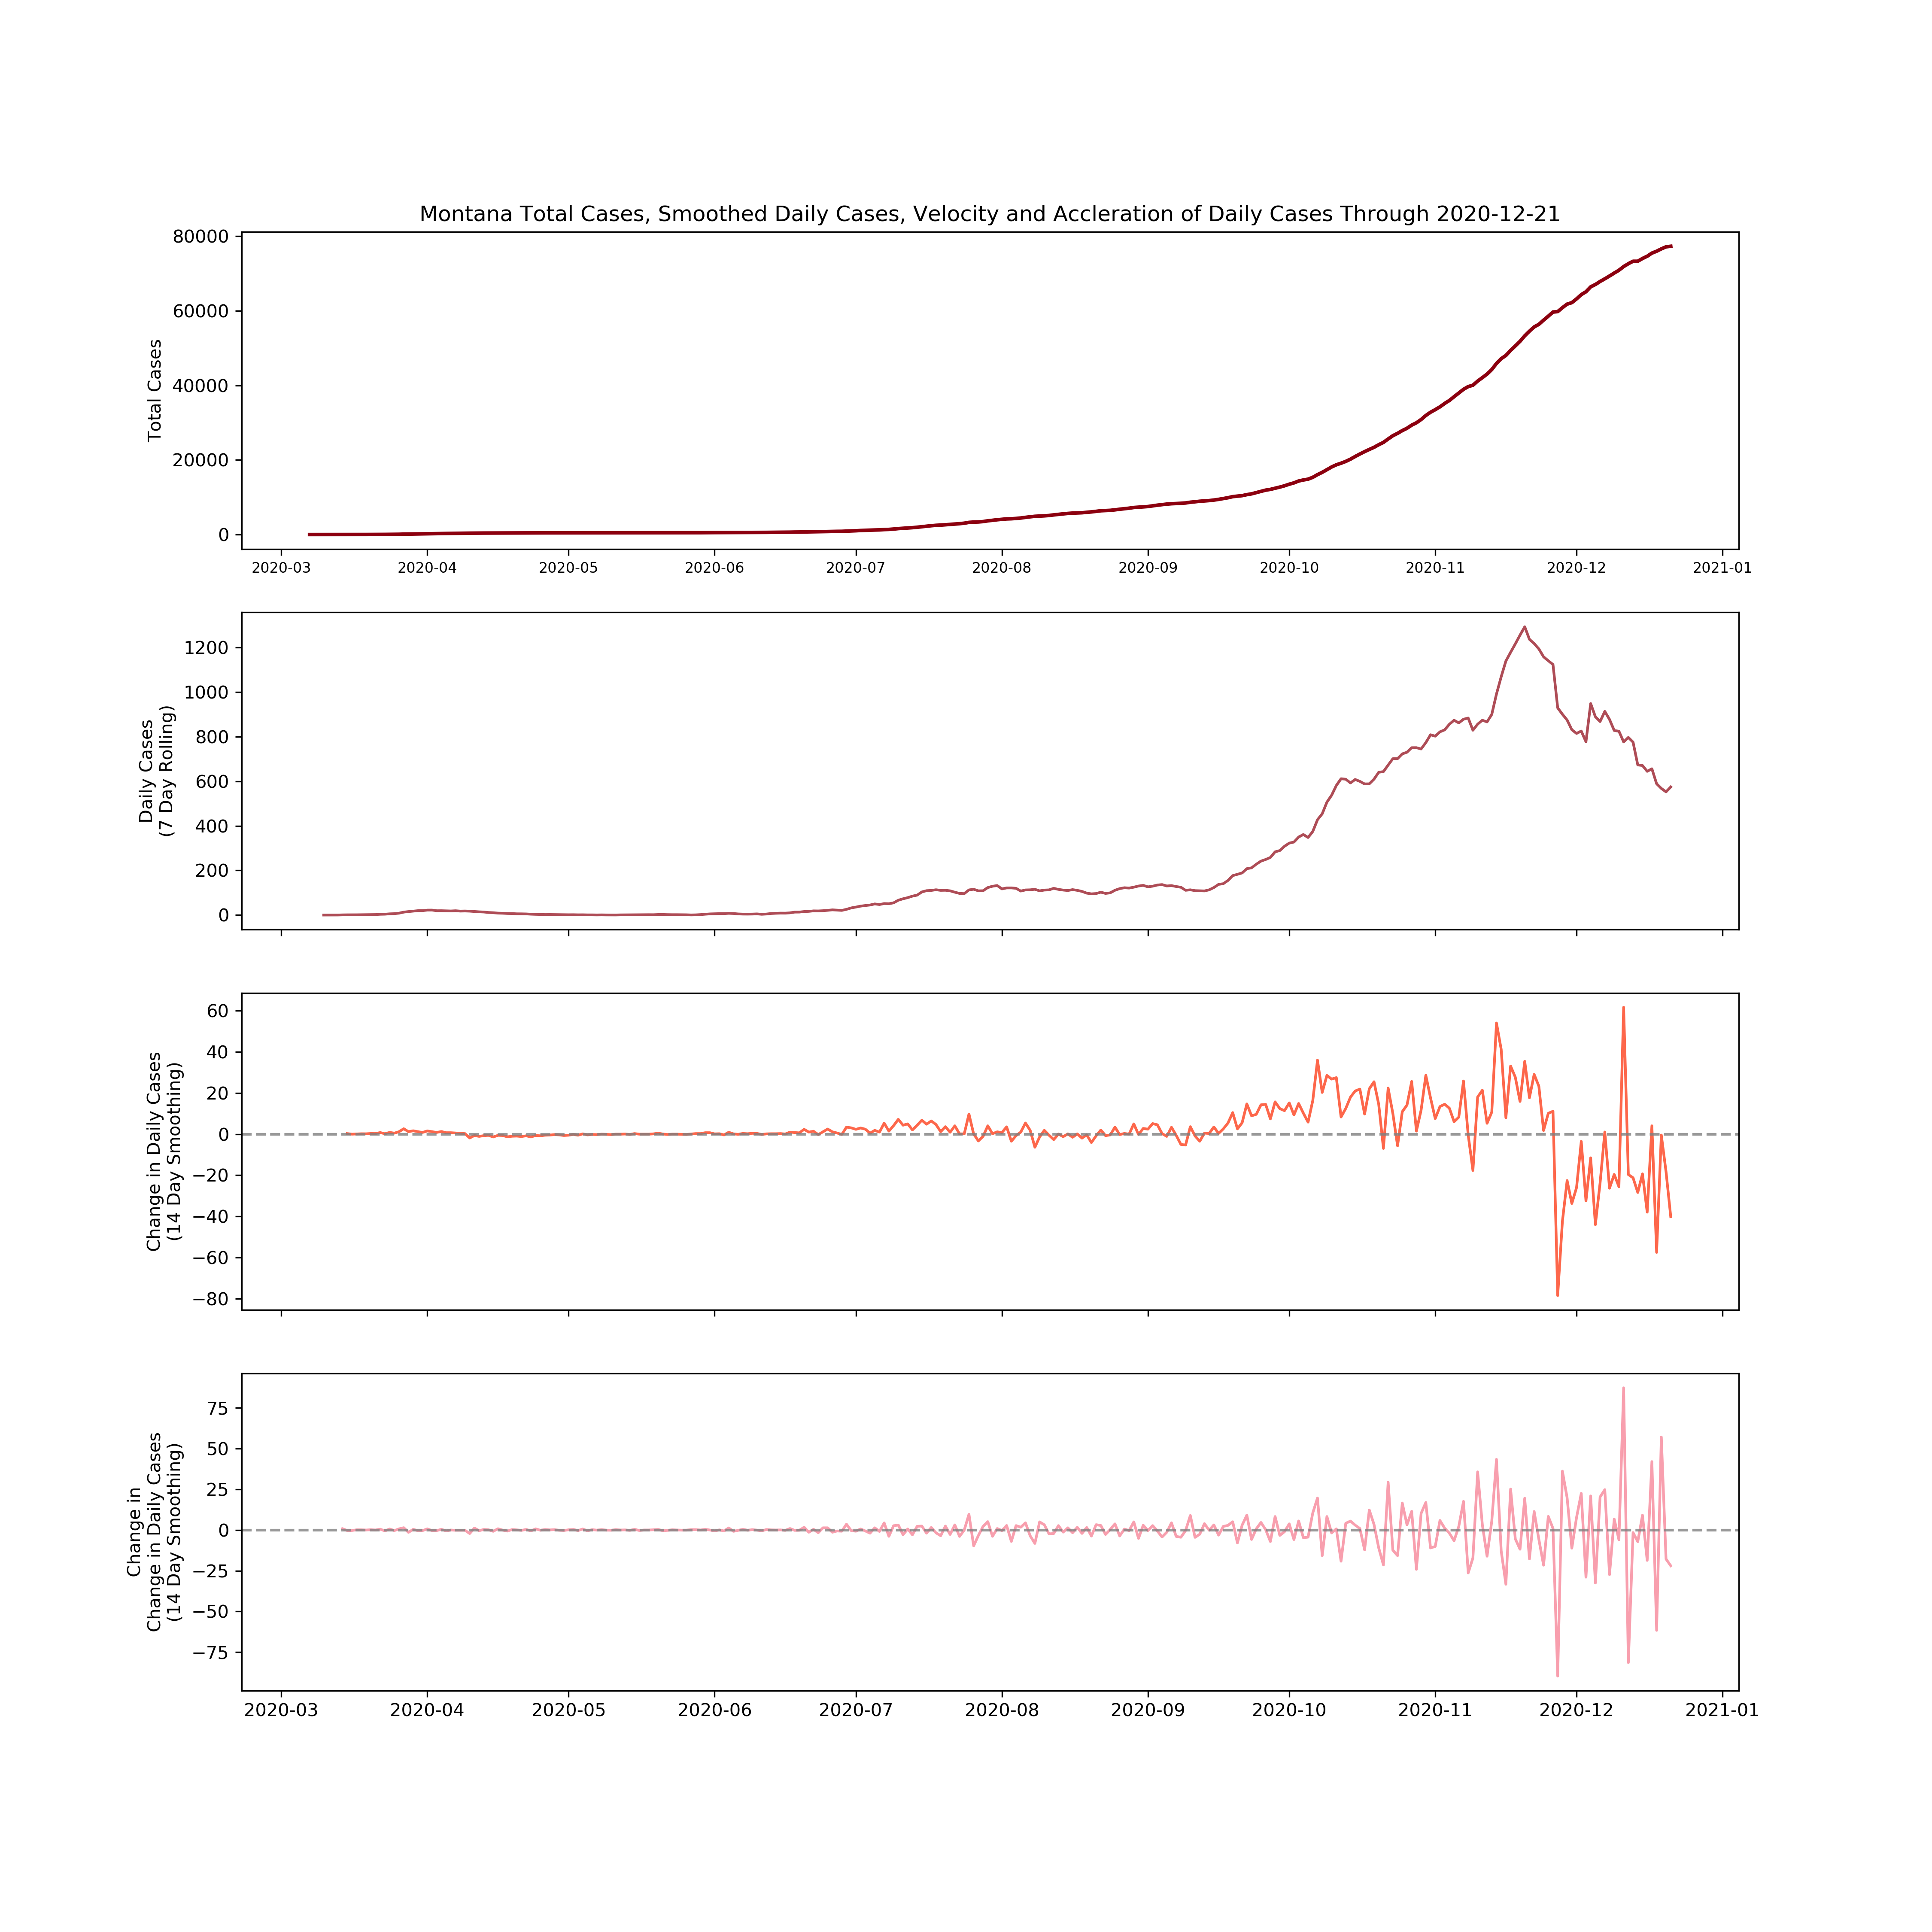 Montana Total Cases, Smoothed Daily Cases, Velocity and Accleration of Daily Cases Through 2020-12-21
80000
60000
40000
20000
0
Total Cases
2020-03 2020-04 2020-05 2020-06 2020-07 2020-08 2020-09 2020-10 2020-11 2020-12 2021-01
1200
1000
800
600
400
200
0
Daily Cases
(7 Day Rolling)
60
40
20
0
−20
−40
−60
−80
Change in Daily Cases
(14 Day Smoothing)
75
50
25
0
−25
−50
−75
Change in
Change in Daily Cases
(14 Day Smoothing)
2020-03 2020-04 2020-05 2020-06 2020-07 2020-08 2020-09 2020-10 2020-11 2020-12 2021-01